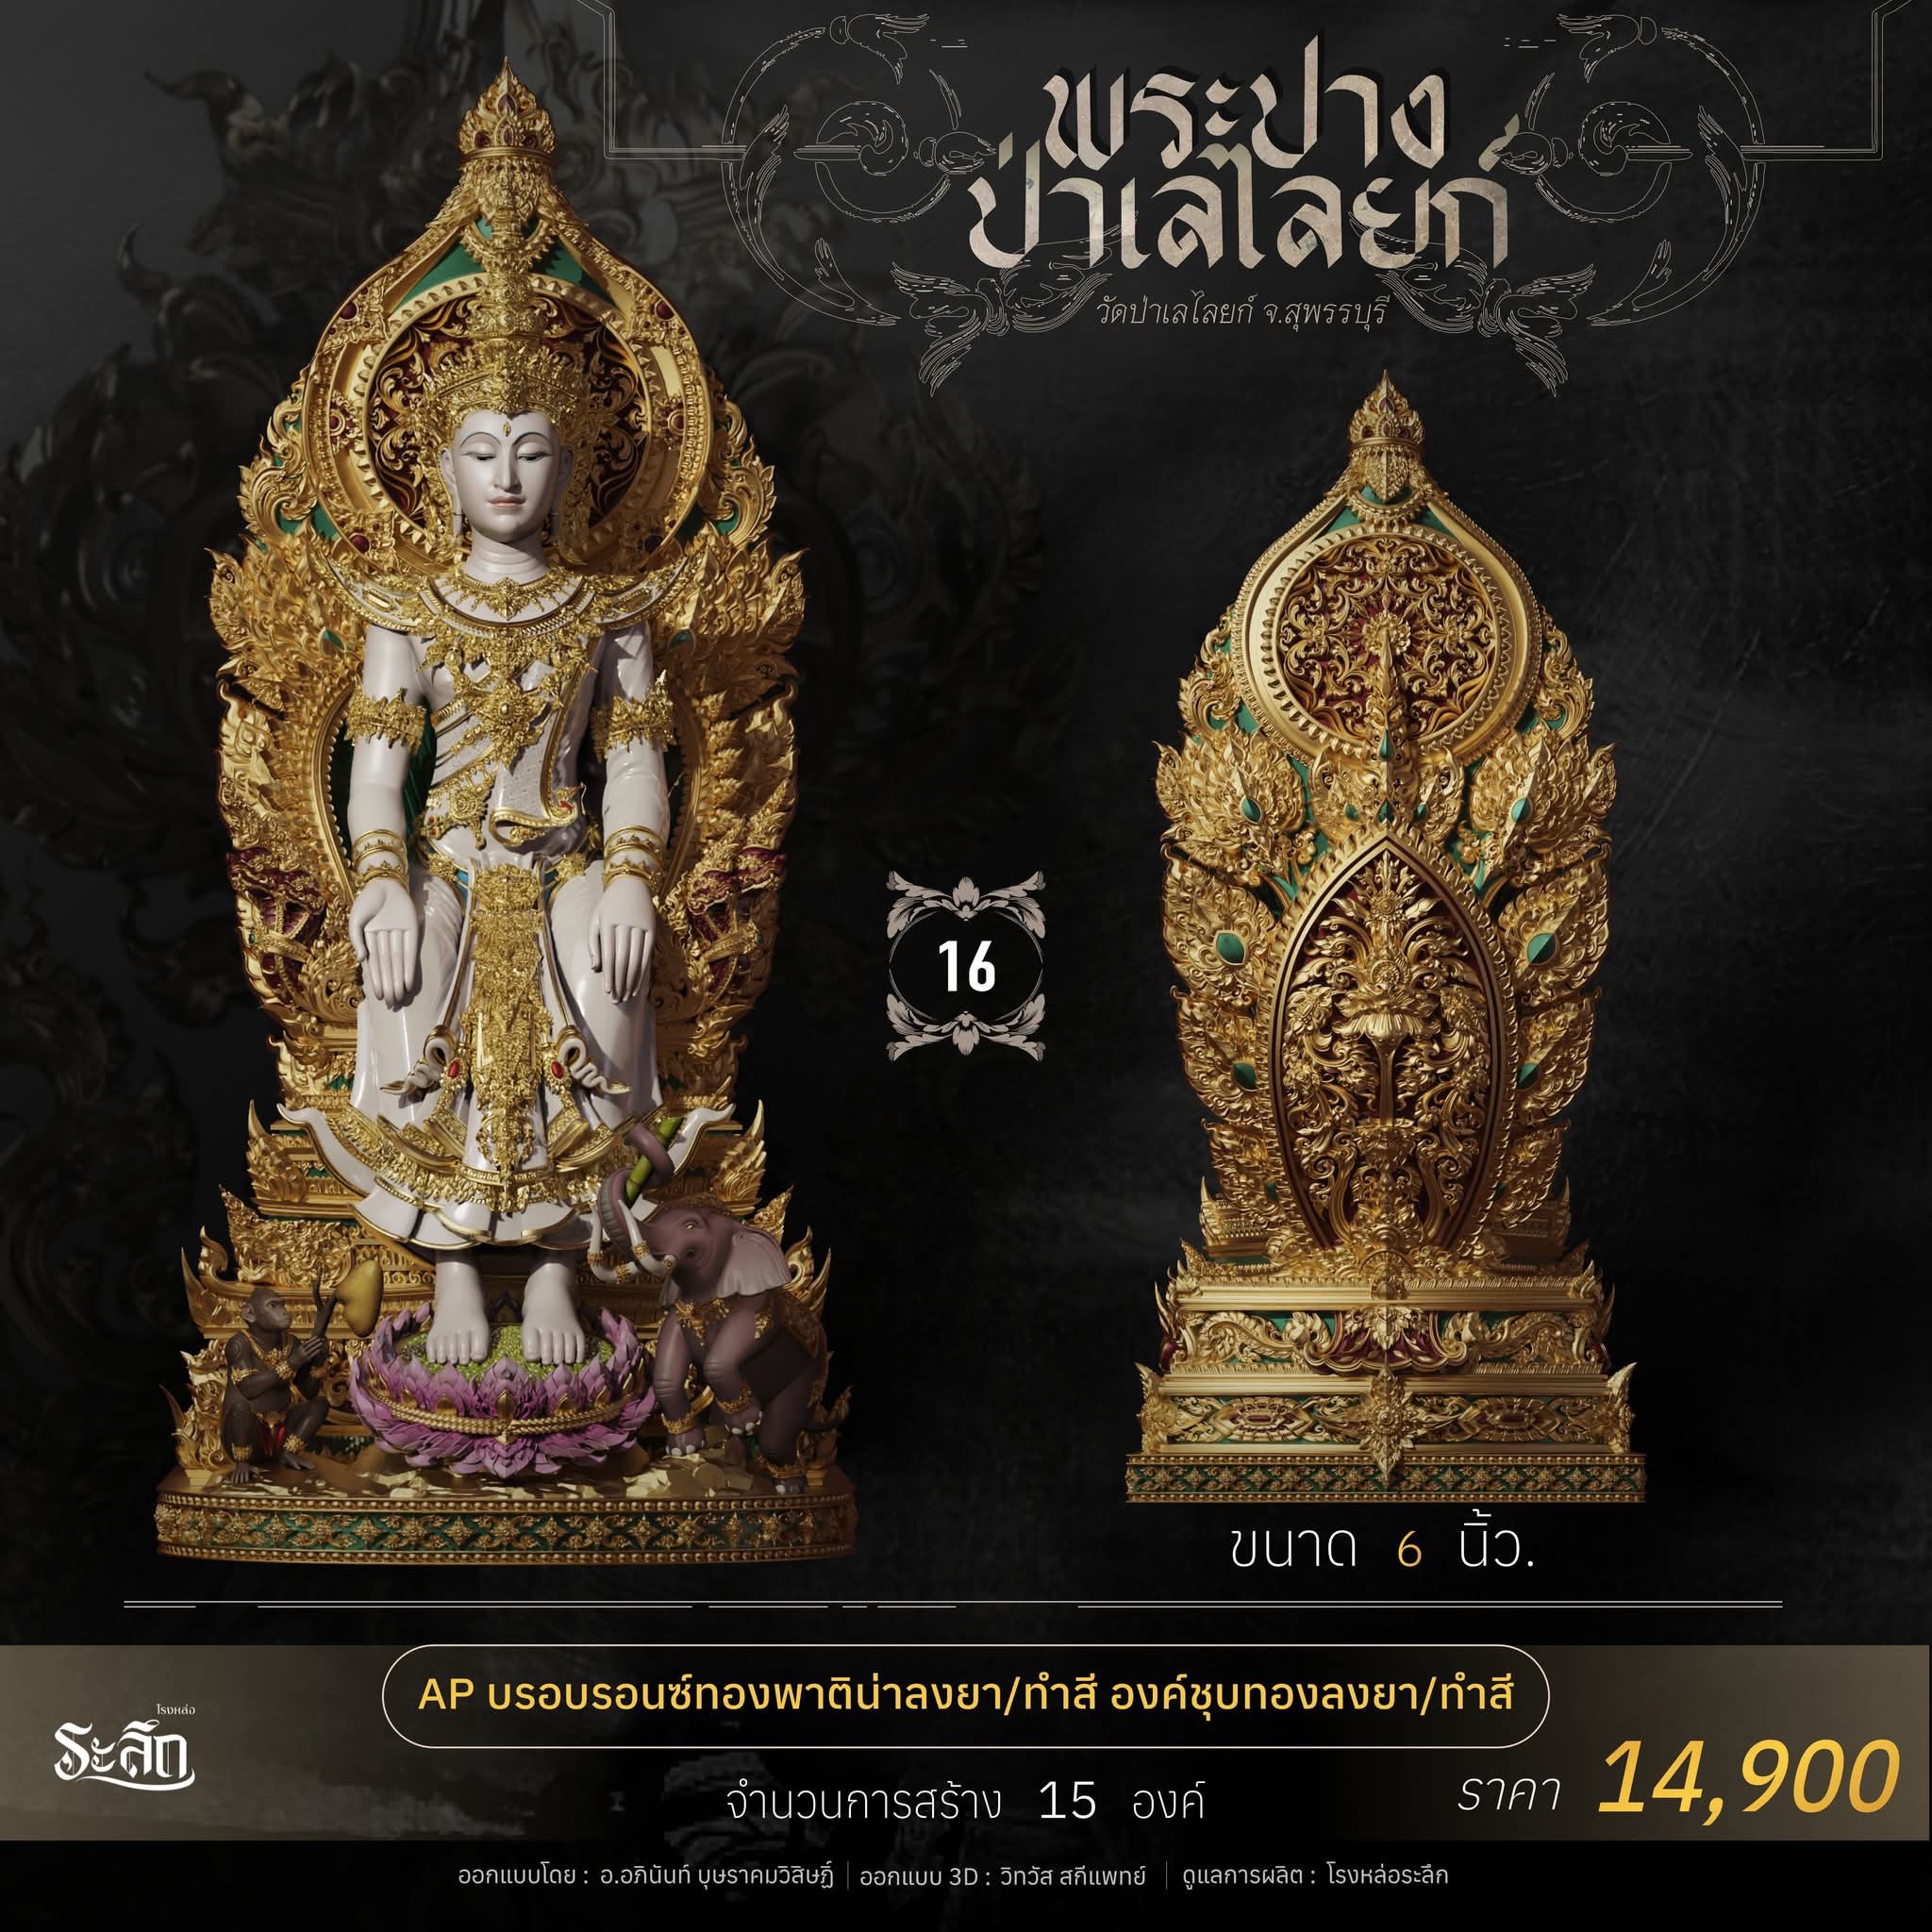 พระปาง
ป่าเลไลยก์
วัดป่าเลไลยก์ จ.สุพรรบุรี
16
ขนาด 6 นิ้ว.
AP บรอบรอนซ์ทองพาติน่าลงยา/ทำสี องค์ชุบทองลงยา/ทำสี
โรงหล่อ
ระลึก
จำนวนการสร้าง 15 องค์
ราคา 14,900
ออกแบบโดย : อ.อภินันท์ บุษราคมวิสิษฏิ์ | ออกแบบ 3D : วิทวัส สกีแพทย์ | ดูแลการผลิต : โรงหล่อระลึก